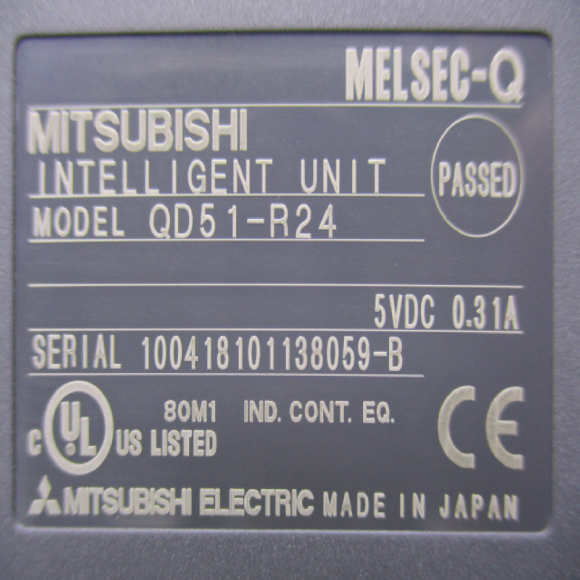 MELSEC-Q
MITSUBISHI
INTELLIGENT UNIT
PASSED
MODEL QD51-R24
5VDC 0.31A
SERIAL 100418101138059-B
80M1 IND. CONT. EQ.
C UL US LISTED
CE
MITSUBISHI ELECTRIC MADE IN JAPAN